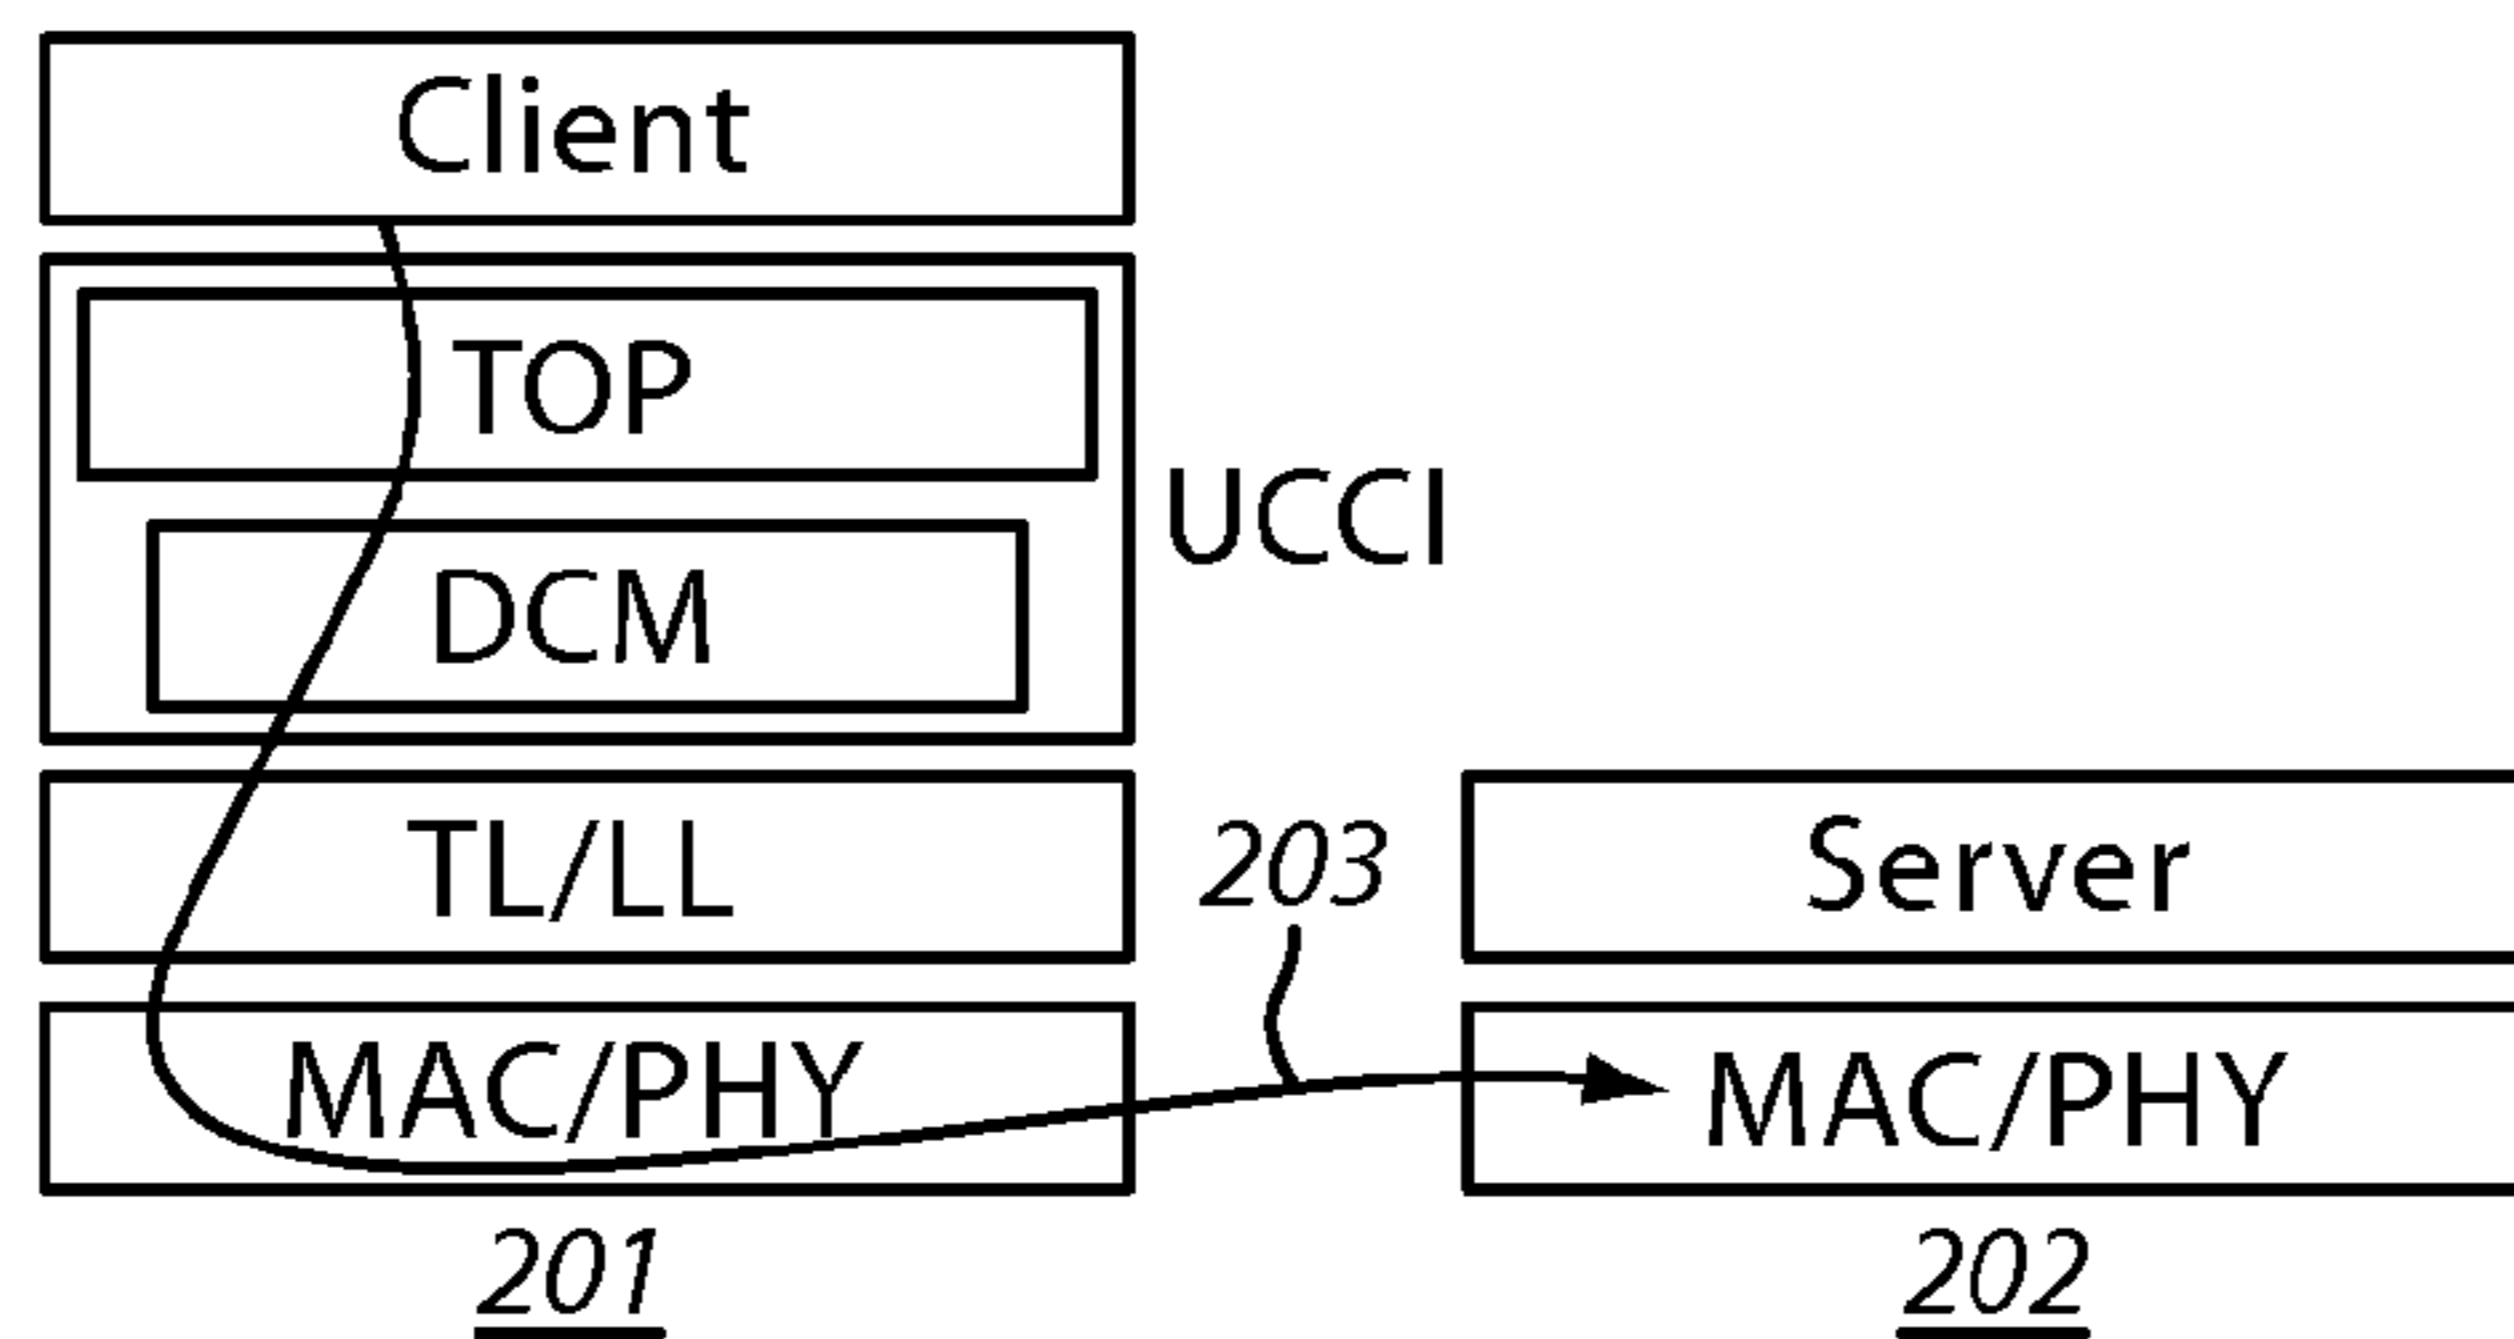 Client
TOP
UCCI
DCM
TL/LL
203
Server
MAC/PHY
MAC/PHY
201
202